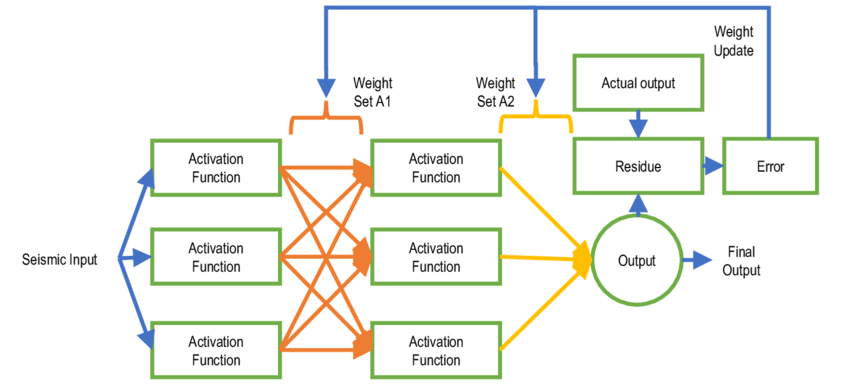 Weight
Update
Weight
Set A1
Weight
Set A2
Actual output
Activation
Function
Activation
Function
Residue
Error
Seismic Input
Activation
Function
Activation
Function
Output
Final
Output
Activation
Function
Activation
Function